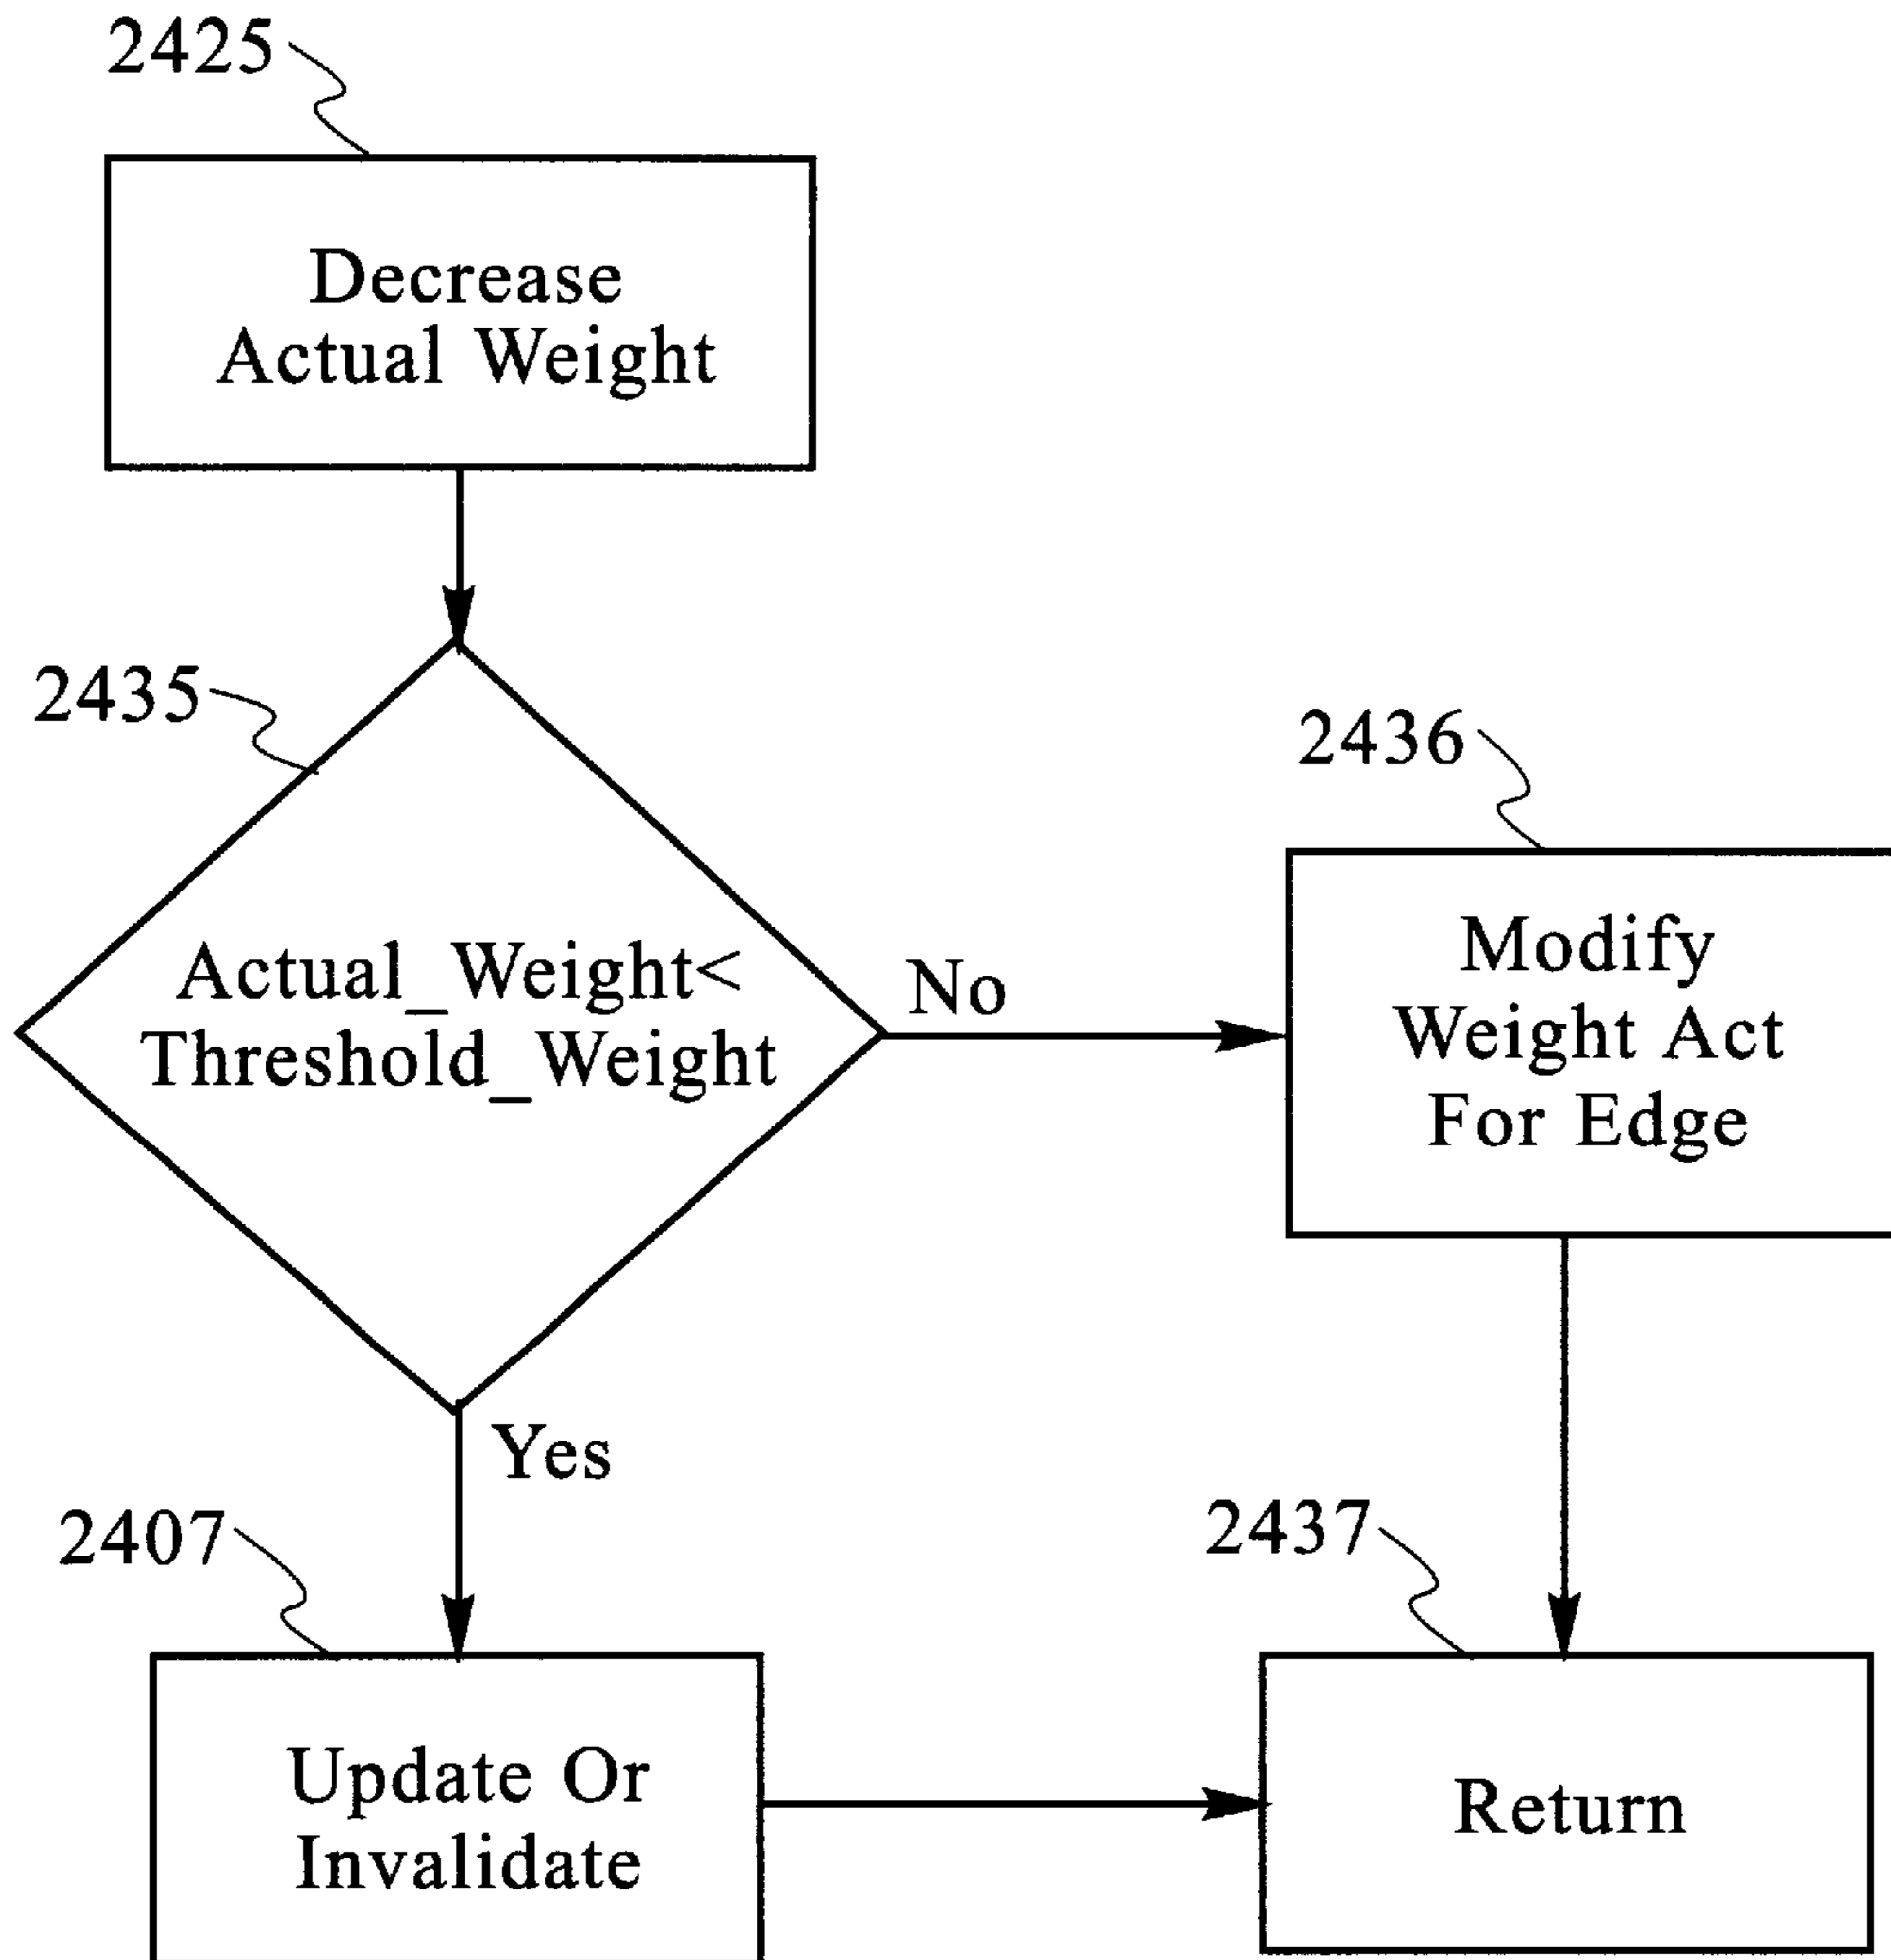 2425
Decrease
Actual Weight
2435
Actual_Weight<
Threshold_Weight
No
2436
Modify
Weight Act
For Edge
Yes
2407
Update Or
Invalidate
2437
Return